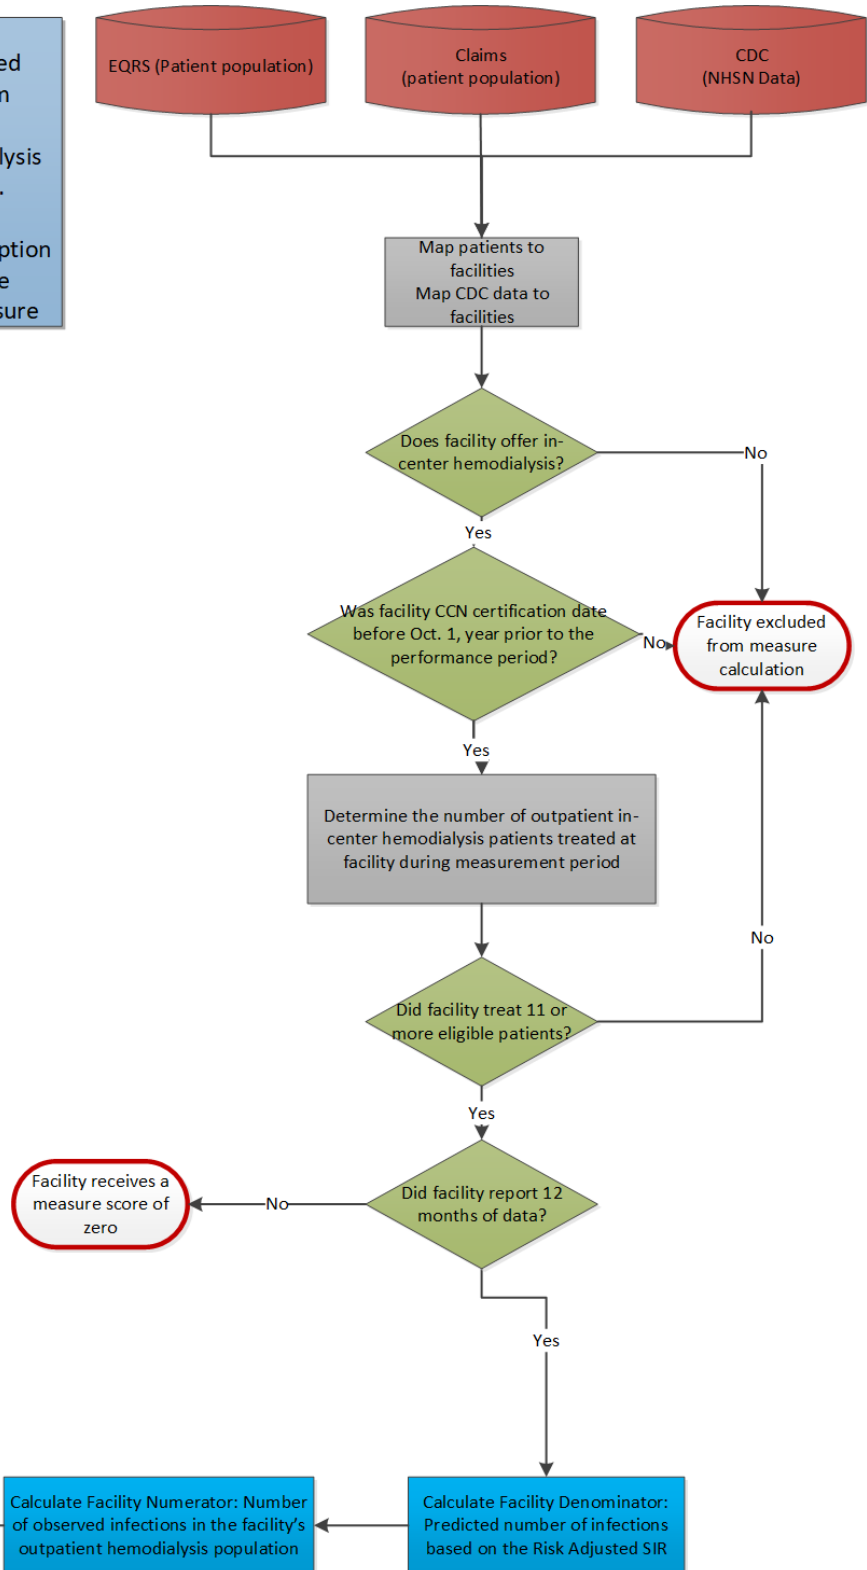 EQRS (Patient population)
Claims
(patient population)
CDC
(NHSN Data)
Map patients to
facilities
Map CDC data to
facilities
Does facility offer in-
center hemodialysis?
No
Yes
Was facility CCN certification date
before Oct. 1, year prior to the
performance period?
No
Facility excluded
from measure
calculation
Yes
Determine the number of outpatient in-
center hemodialysis patients treated at
facility during measurement period
No
Did facility treat 11 or
more eligible patients?
Yes
Did facility report 12
months of data?
No
Facility receives a
measure score of
zero
Yes
Calculate Facility Numerator: Number
of observed infections in the facility’s
outpatient hemodialysis population
Calculate Facility Denominator:
Predicted number of infections
based on the Risk Adjusted SIR